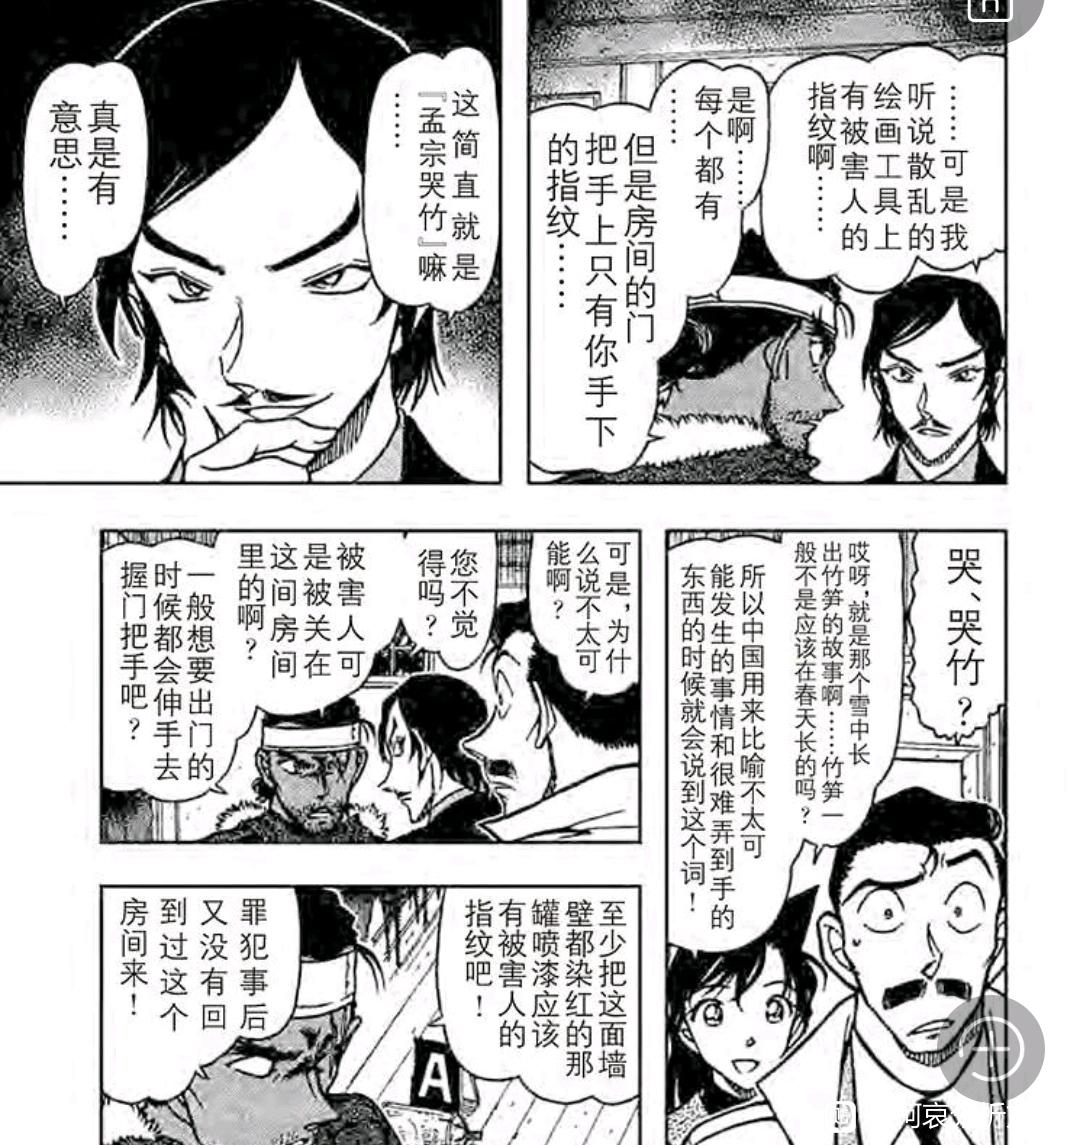 ……可是我
听说散乱的
绘画工具上
有被害人的
指纹啊……
是啊……
每个都有
……
但是房间的门
把手上只有你手下
的指纹……
这简直就是
『孟宗哭竹』嘛
……
真是有
意思……
哭、哭竹？
哎呀，就是那个雪中长
出竹笋的故事啊……竹笋一
般不是应该在春天长的吗？
所以中国用来比喻不太可
能发生的事情和很难弄到手的
东西的时候就会说到这个词！
可是，为什
么说不太可
能啊？
您不觉
得吗？
被害人可
是被关在
这间房间
里的啊？
一般想要出门的
时候都会伸手去
握门把手吧？
至少把这面墙
壁都染红的那
罐喷漆应该
有被害人的
指纹吧！
罪犯事后
又没有回
到过这个
房间来！
A